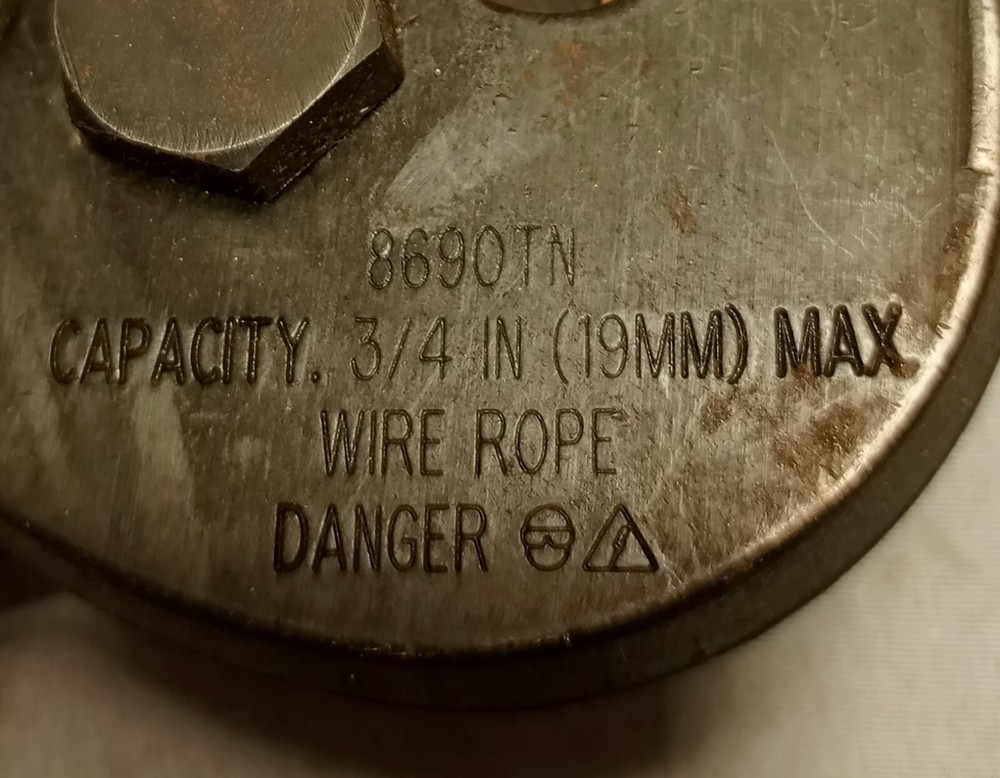 8690TN
CAPACITY. 3/4 IN (19MM) MAX
WIRE ROPE
DANGER